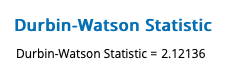 Durbin-Watson Statistic
Durbin-Watson Statistic = 2.12136